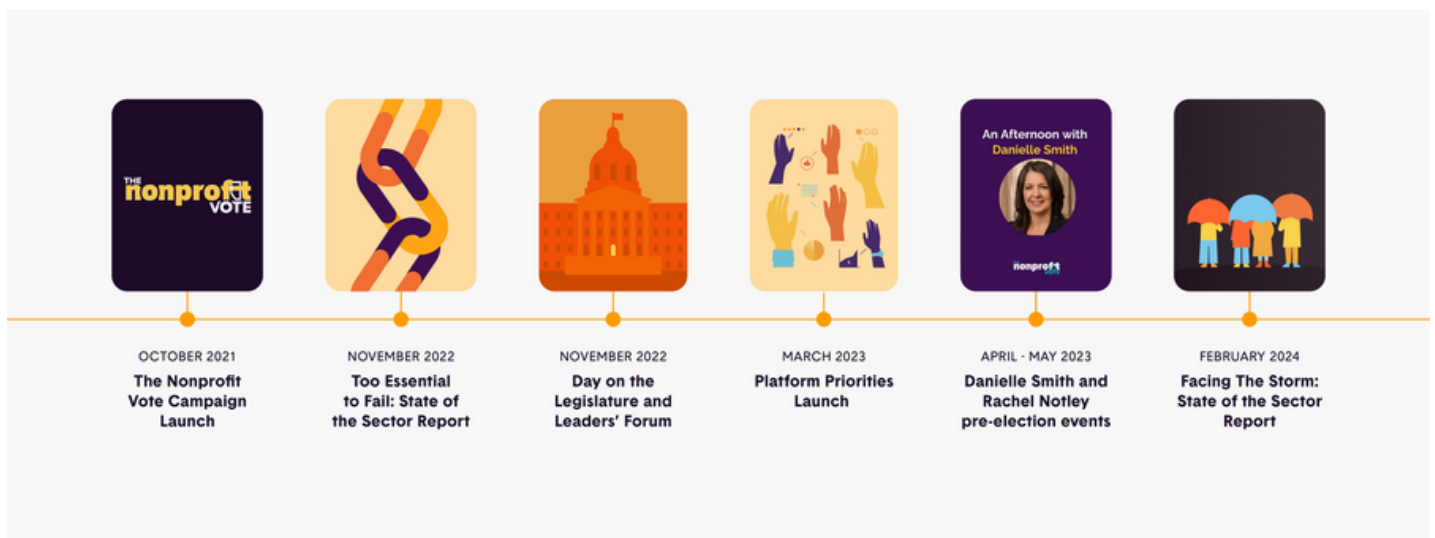 THE
nonprofit
VOTE
An Afternoon with
Danielle Smith
nonprofit
VOTE
OCTOBER 2021
The Nonprofit
Vote Campaign
Launch
NOVEMBER 2022
Too Essential
to Fail: State of
the Sector Report
NOVEMBER 2022
Day on the
Legislature and
Leaders' Forum
MARCH 2023
Platform Priorities
Launch
APRIL - MAY 2023
Danielle Smith and
Rachel Notley
pre-election events
FEBRUARY 2024
Facing The Storm:
State of the Sector
Report